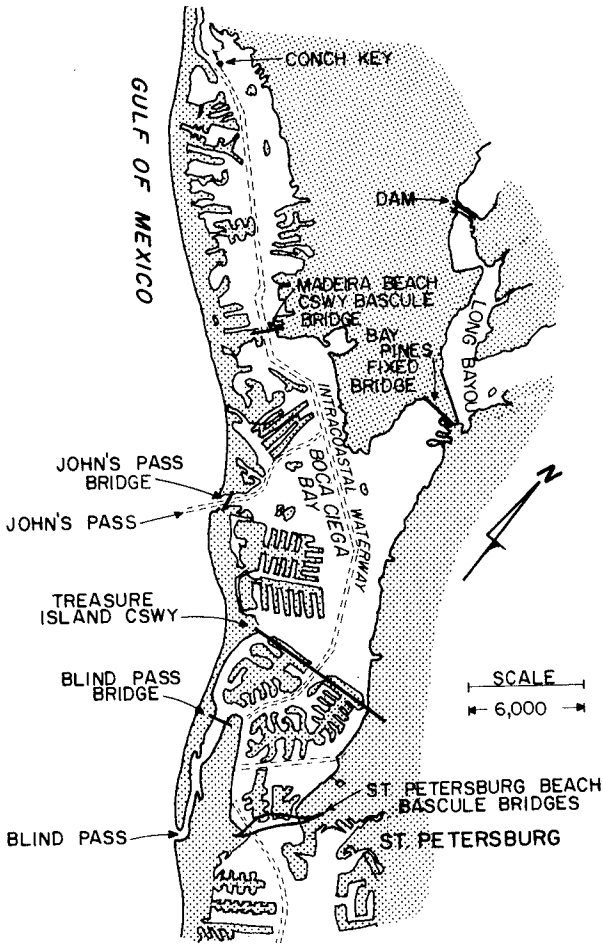 CONCH KEY
GULF OF MEXICO
DAM
MADEIRA BEACH
CSWY BASCULE
BRIDGE
BAY
PINES
FIXED
BRIDGE
LONG BAYOU
INTRACOASTAL WATERWAY
BOCA CIEGA
BAY
JOHN'S PASS
BRIDGE
JOHN'S PASS
N
TREASURE
ISLAND CSWY
BLIND PASS
BRIDGE
SCALE
6,000
ST. PETERSBURG BEACH
BASCULE BRIDGES
BLIND PASS
ST. PETERSBURG